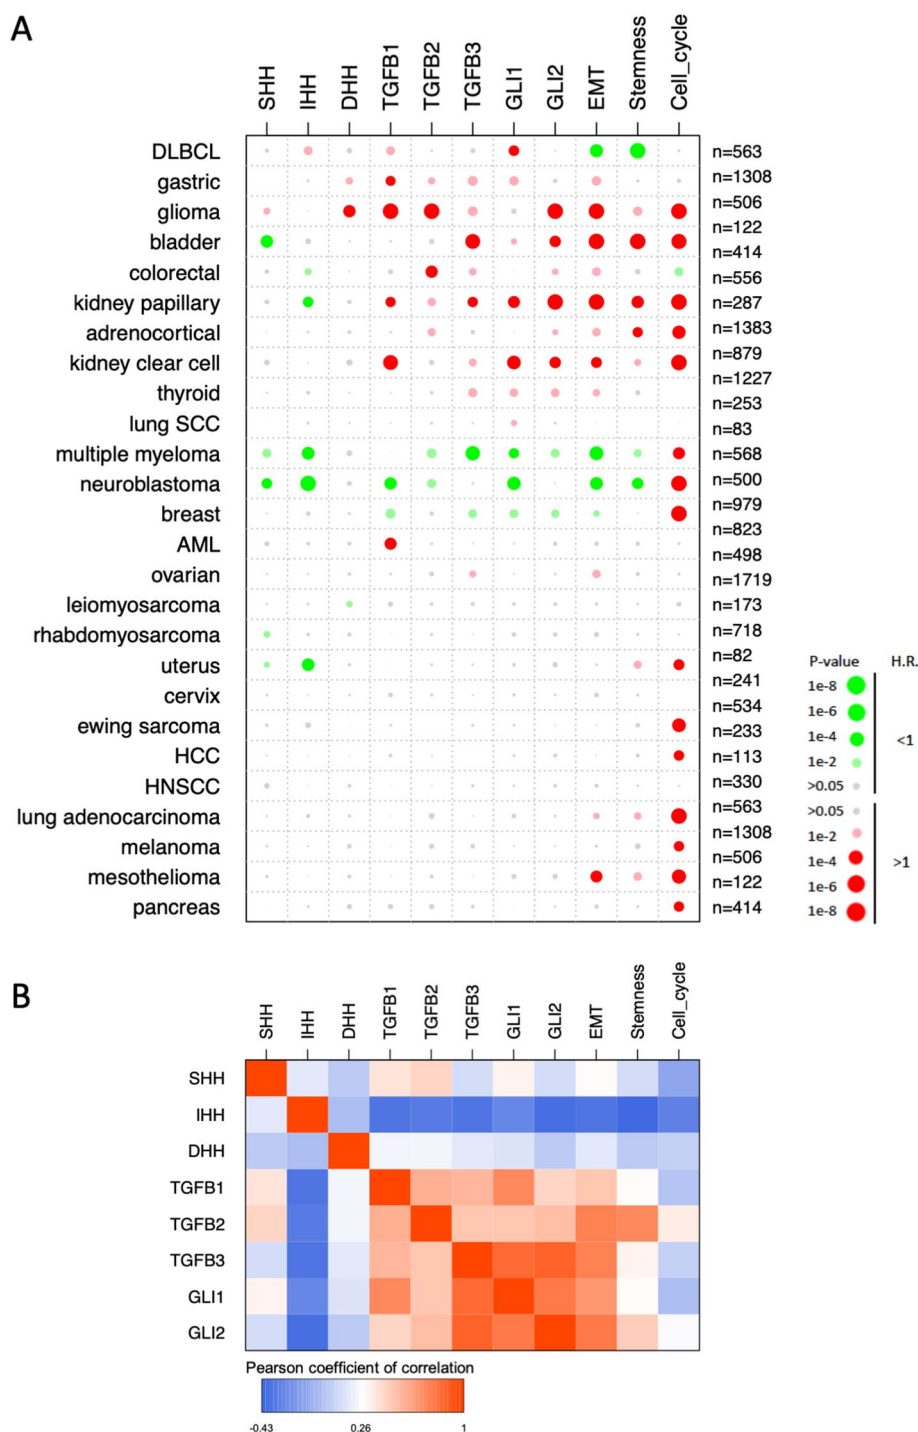 A
SHH IHH DHH TGFB1 TGFB2 TGFB3 GLI1 GLI2 EMT Stemness Cell_cycle
DLBCL n=563
gastric n=1308
glioma n=506
n=122
bladder n=414
colorectal n=556
kidney papillary n=287
adrenocortical n=1383
kidney clear cell n=879
n=1227
thyroid n=253
lung SCC n=83
multiple myeloma n=568
neuroblastoma n=500
breast n=979
n=823
AML n=498
ovarian n=1719
leiomyosarcoma n=173
rhabdomyosarcoma n=718
uterus n=82
n=241
cervix n=534
ewing sarcoma n=233
HCC n=113
HNSCC n=330
lung adenocarcinoma n=563
n=1308
melanoma n=506
mesothelioma n=122
pancreas n=414
P-value H.R.
1e-8
1e-6
1e-4 <1
1e-2
>0.05
>0.05
1e-2
1e-4 >1
1e-6
1e-8
B
SHH IHH DHH TGFB1 TGFB2 TGFB3 GLI1 GLI2 EMT Stemness Cell_cycle
SHH
IHH
DHH
TGFB1
TGFB2
TGFB3
GLI1
GLI2
Pearson coefficient of correlation
-0.43 0.26 1